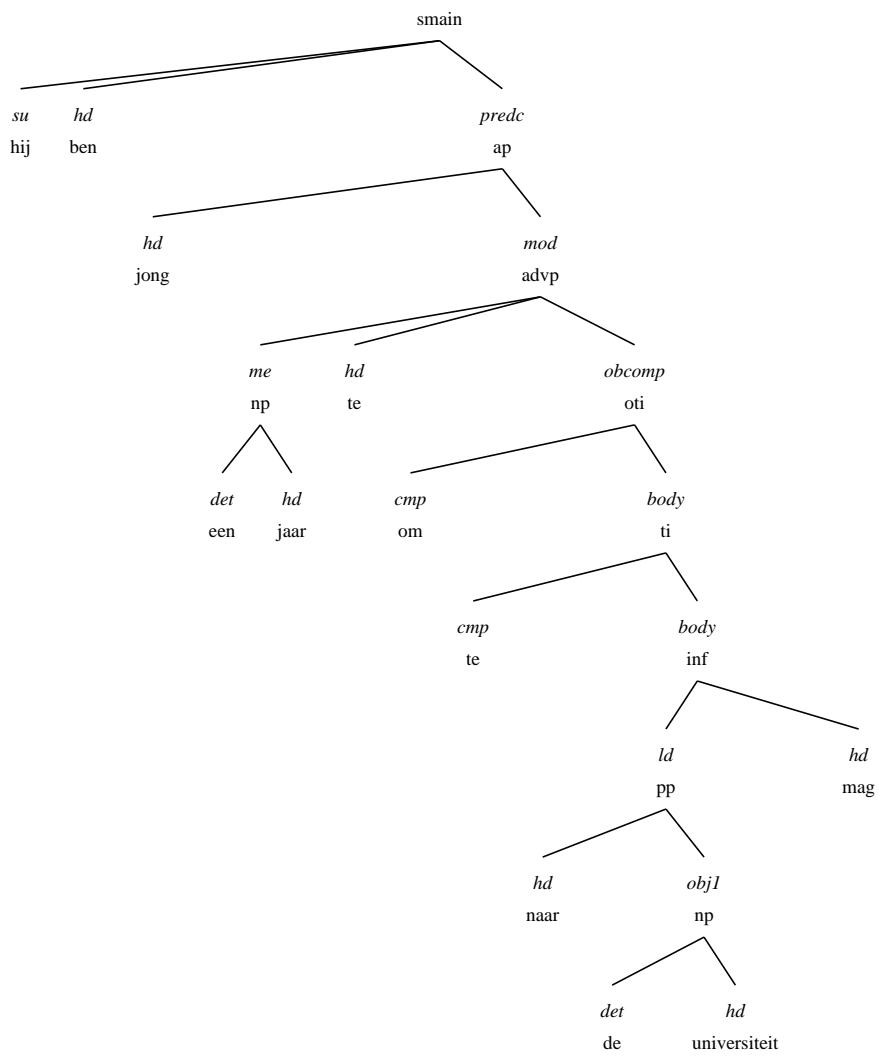 smain
su hd predc
hij ben ap
hd mod
jong advp
me hd obcomp
np te oti
det hd cmp body
een jaar om ti
cmp body
te inf
ld hd
pp mag
hd obj1
naar np
det hd
de universiteit